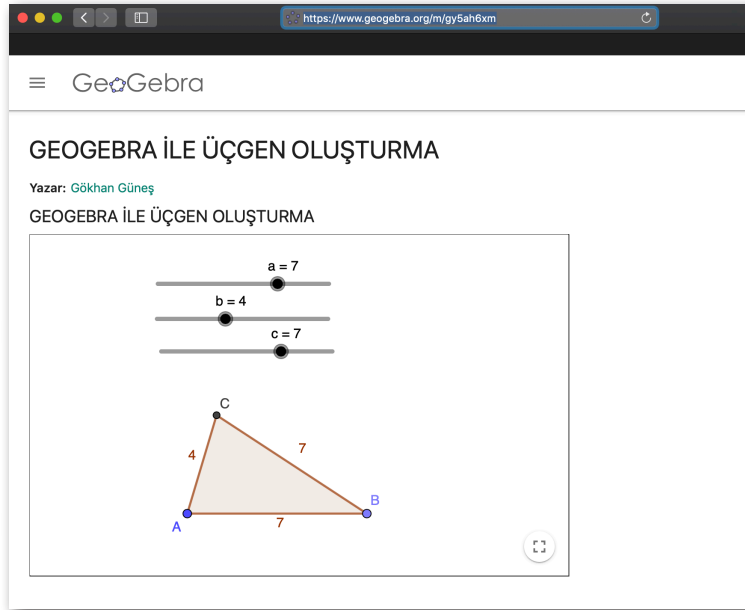 https://www.geogebra.org/m/gy5ah6xm
GeoGebra
GEOGEBRA İLE ÜÇGEN OLUŞTURMA
Yazar: Gökhan Güneş
GEOGEBRA İLE ÜÇGEN OLUŞTURMA
a = 7
b = 4
c = 7
C
4
7
B
A
7